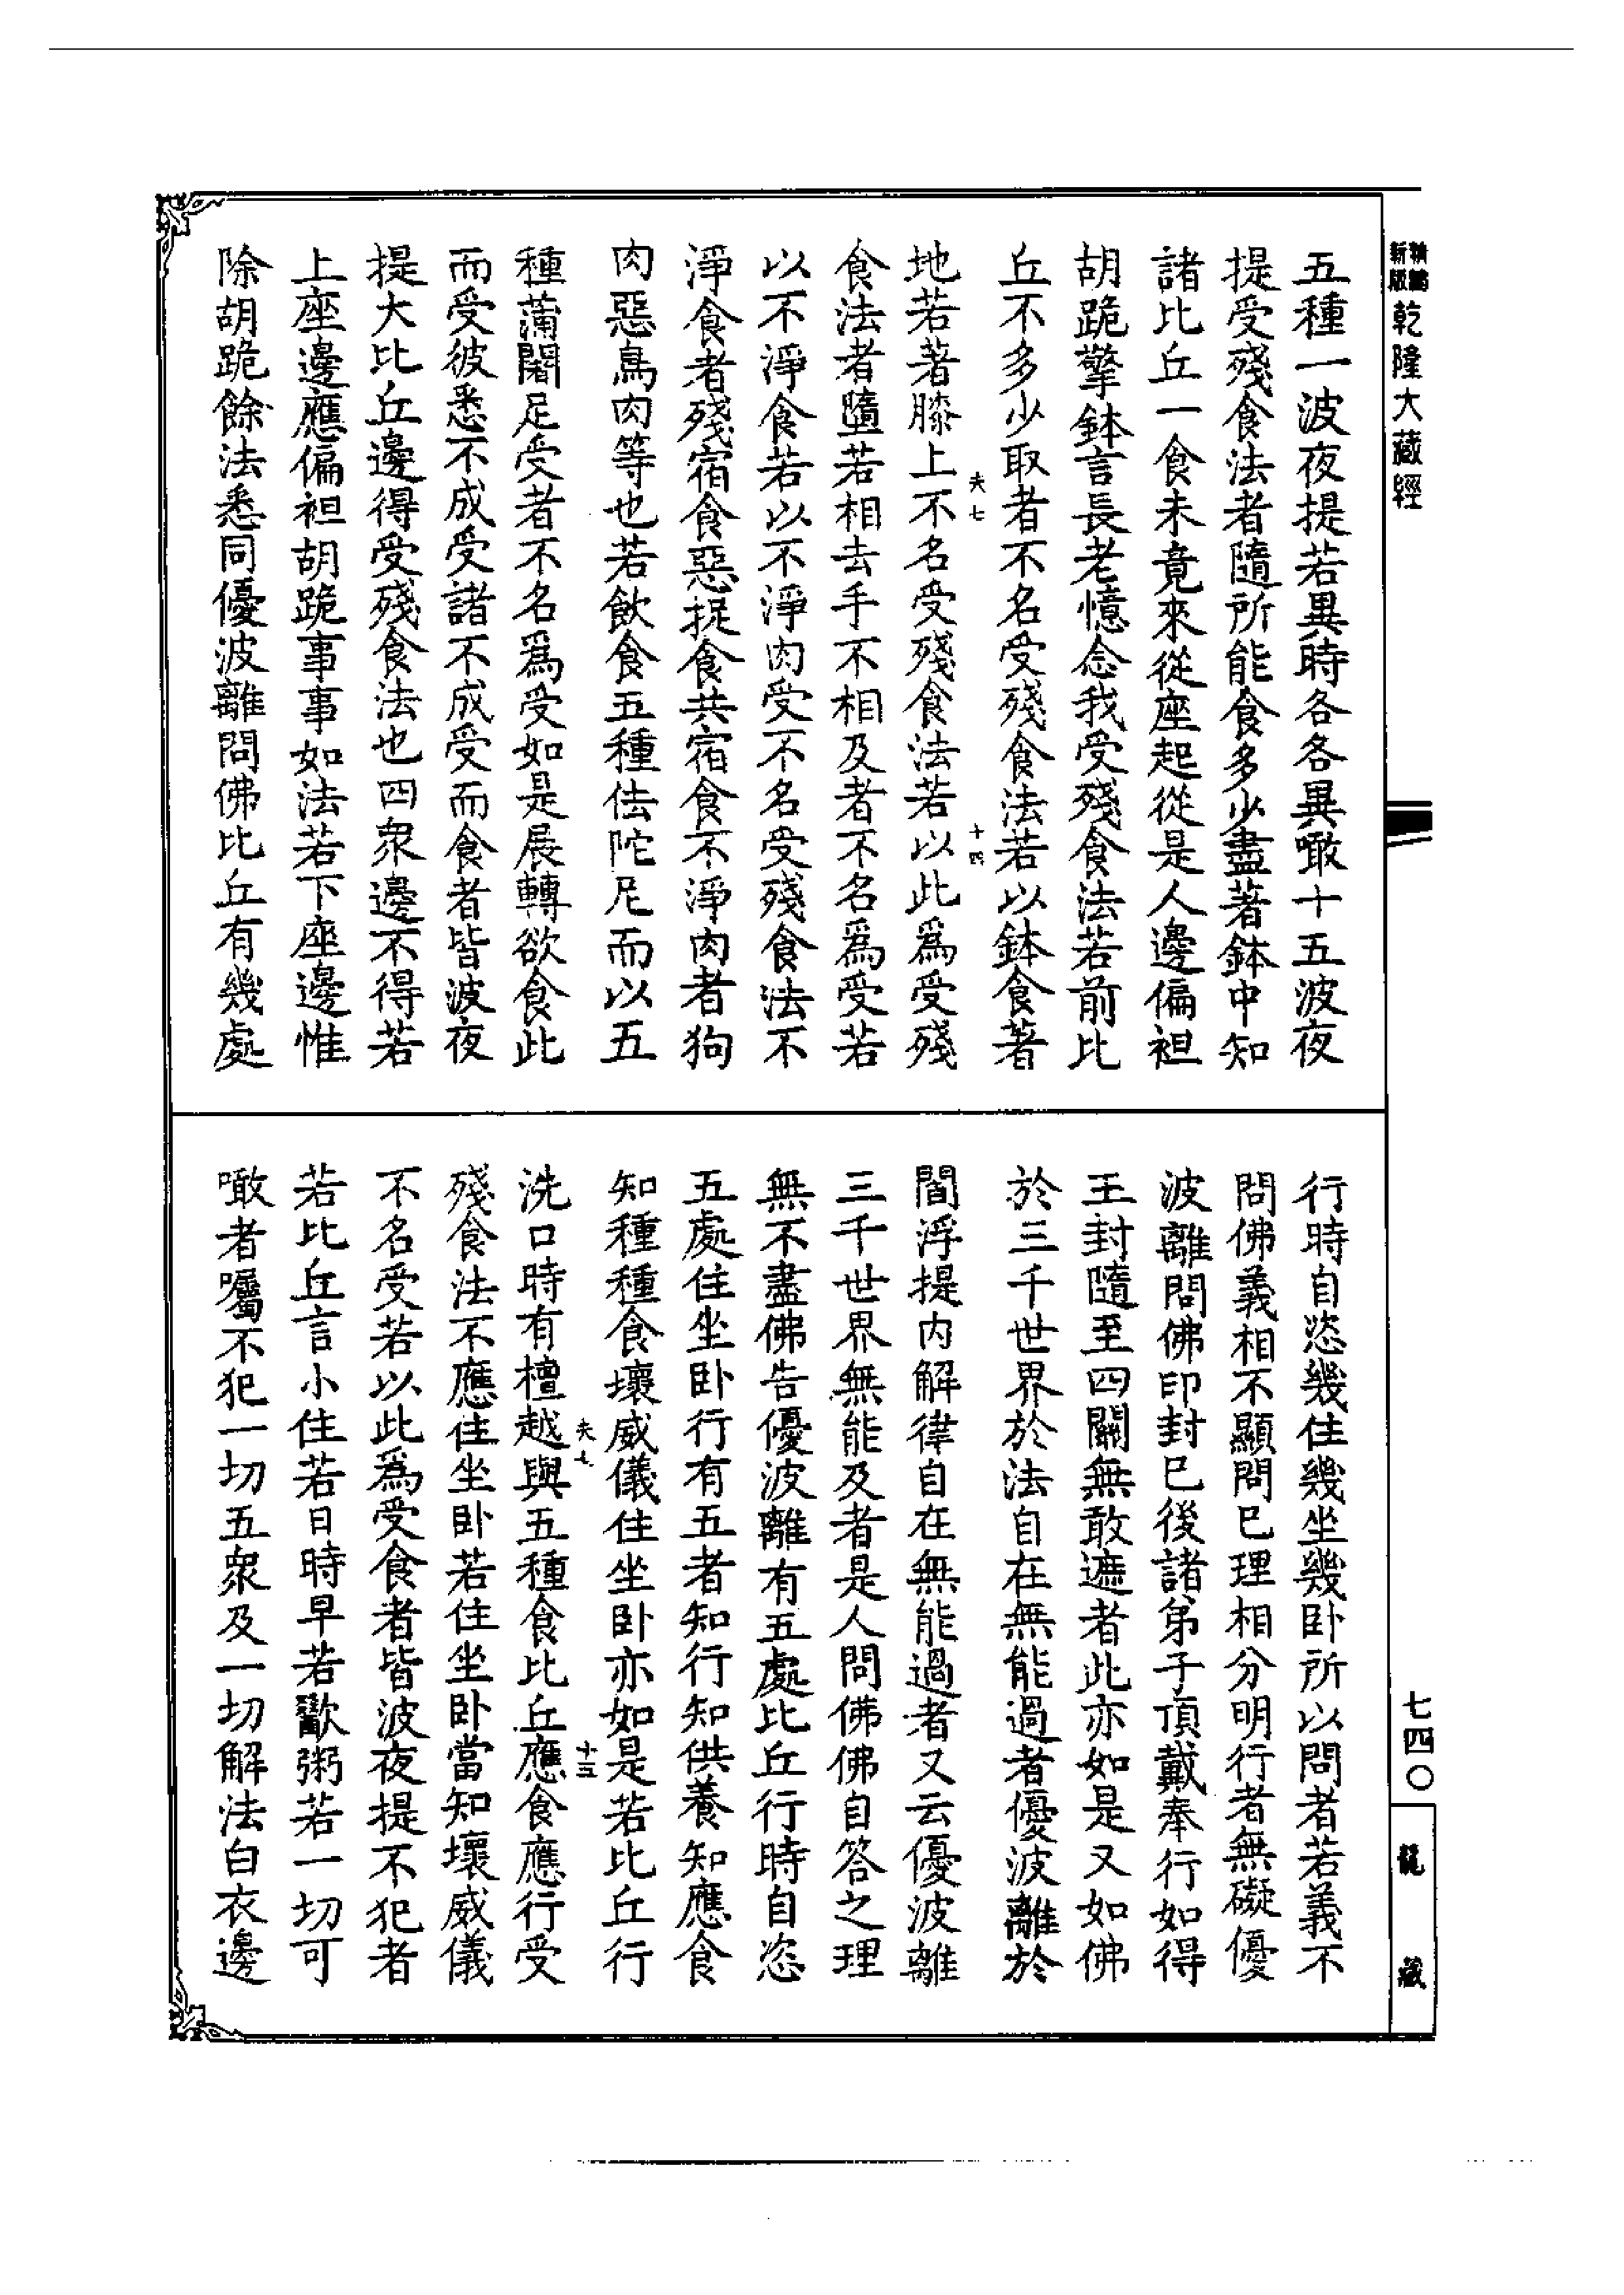 新編
新版
乾隆大藏經
五種一波夜提若異時各各異噉十五波夜
提受殘食法者隨所能食多少盡著鉢中知
諸比丘一食未竟來從座起從是人邊偏袒
胡跪擎鉢言長老憶念我受殘食法若前比
丘不多少取者不名受殘食法若以鉢食著
地若著膝上不名受殘食法若以此爲受殘
食法者墮若相去手不相及者不名爲受若
以不淨食若以不淨肉受不名受殘食法不
淨食者殘宿食惡捉食共宿食不淨肉者狗
肉惡鳥肉等也若飲食五種佉陀尼而以五
種蒲闍尼受者不名爲受如是展轉欲食此
而受彼悉不成受諸不成受而食者皆波夜
提大比丘邊得受殘食法也四衆邊不得若
上座邊應偏袒胡跪事事如法若下座邊惟
除胡跪餘法悉同優波離問佛比丘有幾處
夫七
十四
行時自恣幾住幾坐幾卧所以問者若義不
問佛義相不顯問已理相分明行者無礙優
波離問佛印封已後諸弟子頂戴奉行如得
王封隨至四關無敢遮者此亦如是又如佛
於三千世界於法自在無能過者優波離於
閻浮提内解律自在無能過者又云優波離
三千世界無能及者是人問佛佛自答之理
無不盡佛告優波離有五處比丘行時自恣
五處住坐卧行有五者知行知供養知應食
知種種食壞威儀住坐卧亦如是若比丘行
洗口時有檀越與五種食比丘應食應行受
殘食法不應住坐卧若住坐卧當知壞威儀
不名受若以此爲受食者皆波夜提不犯者
若比丘言小住若日時早若歠粥若一切可
噉者囑不犯一切五衆及一切解法白衣邊
夫七
十三
七四〇
龍藏